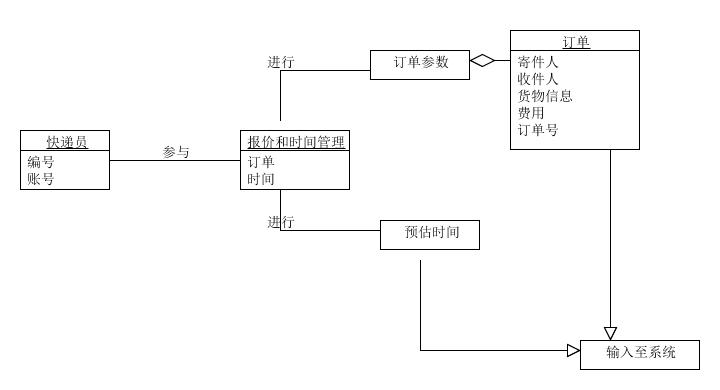 订单
寄件人
收件人
货物信息
费用
订单号
进行
订单参数
快递员
编号
账号
参与
报价和时间管理
订单
时间
进行
预估时间
输入至系统